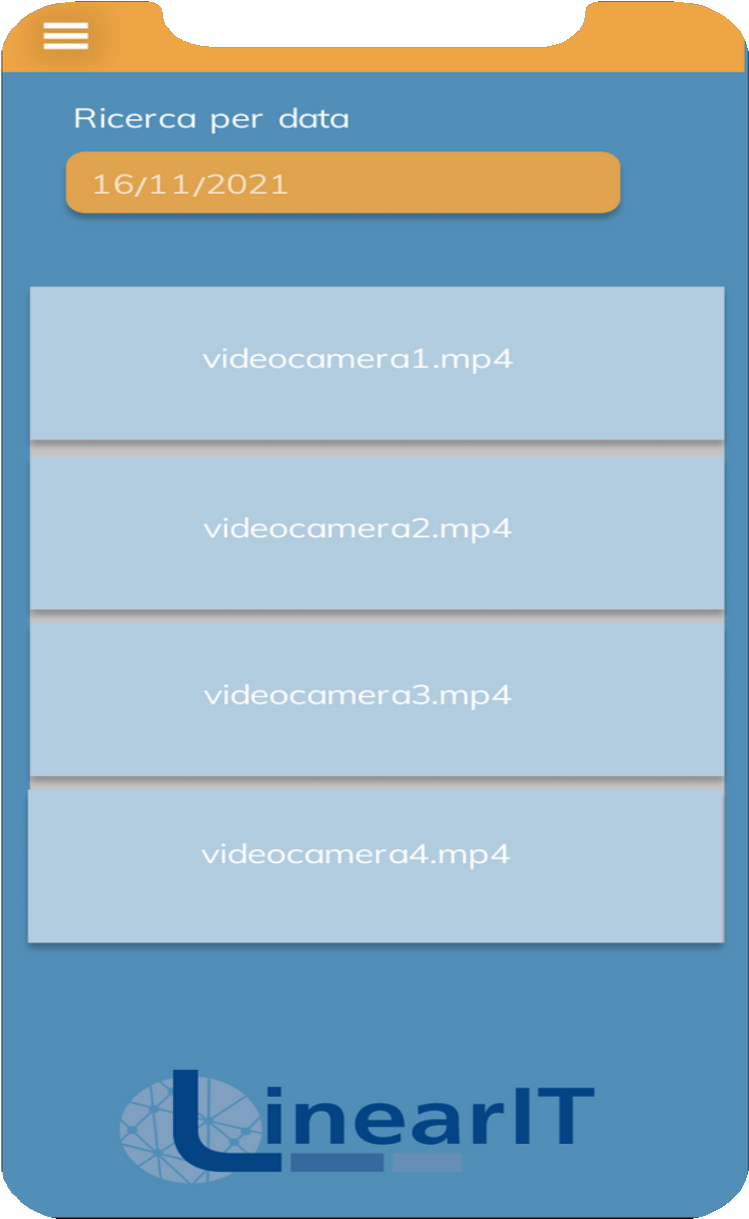 Ricerca per data
16/11/2021
videocamera1.mp4
videocamera2.mp4
videocamera3.mp4
videocamera4.mp4
LinearIT